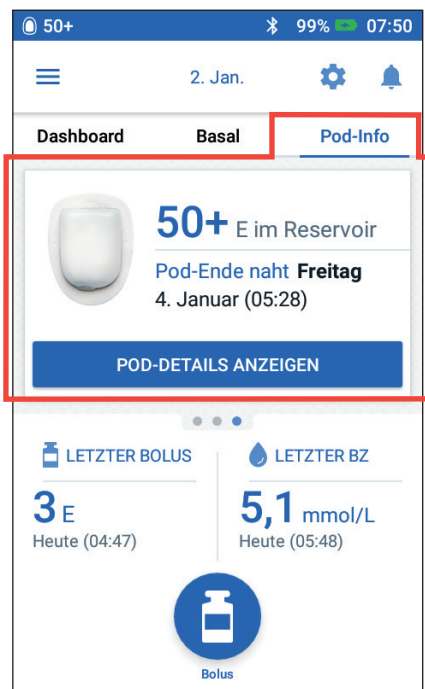 50+ 99% 07:50
2. Jan.
Dashboard Basal Pod-Info
50+ E im Reservoir
Pod-Ende naht Freitag
4. Januar (05:28)
POD-DETAILS ANZEIGEN
LETZTER BOLUS LETZTER BZ
3 E 5,1 mmol/L
Heute (04:47) Heute (05:48)
Bolus